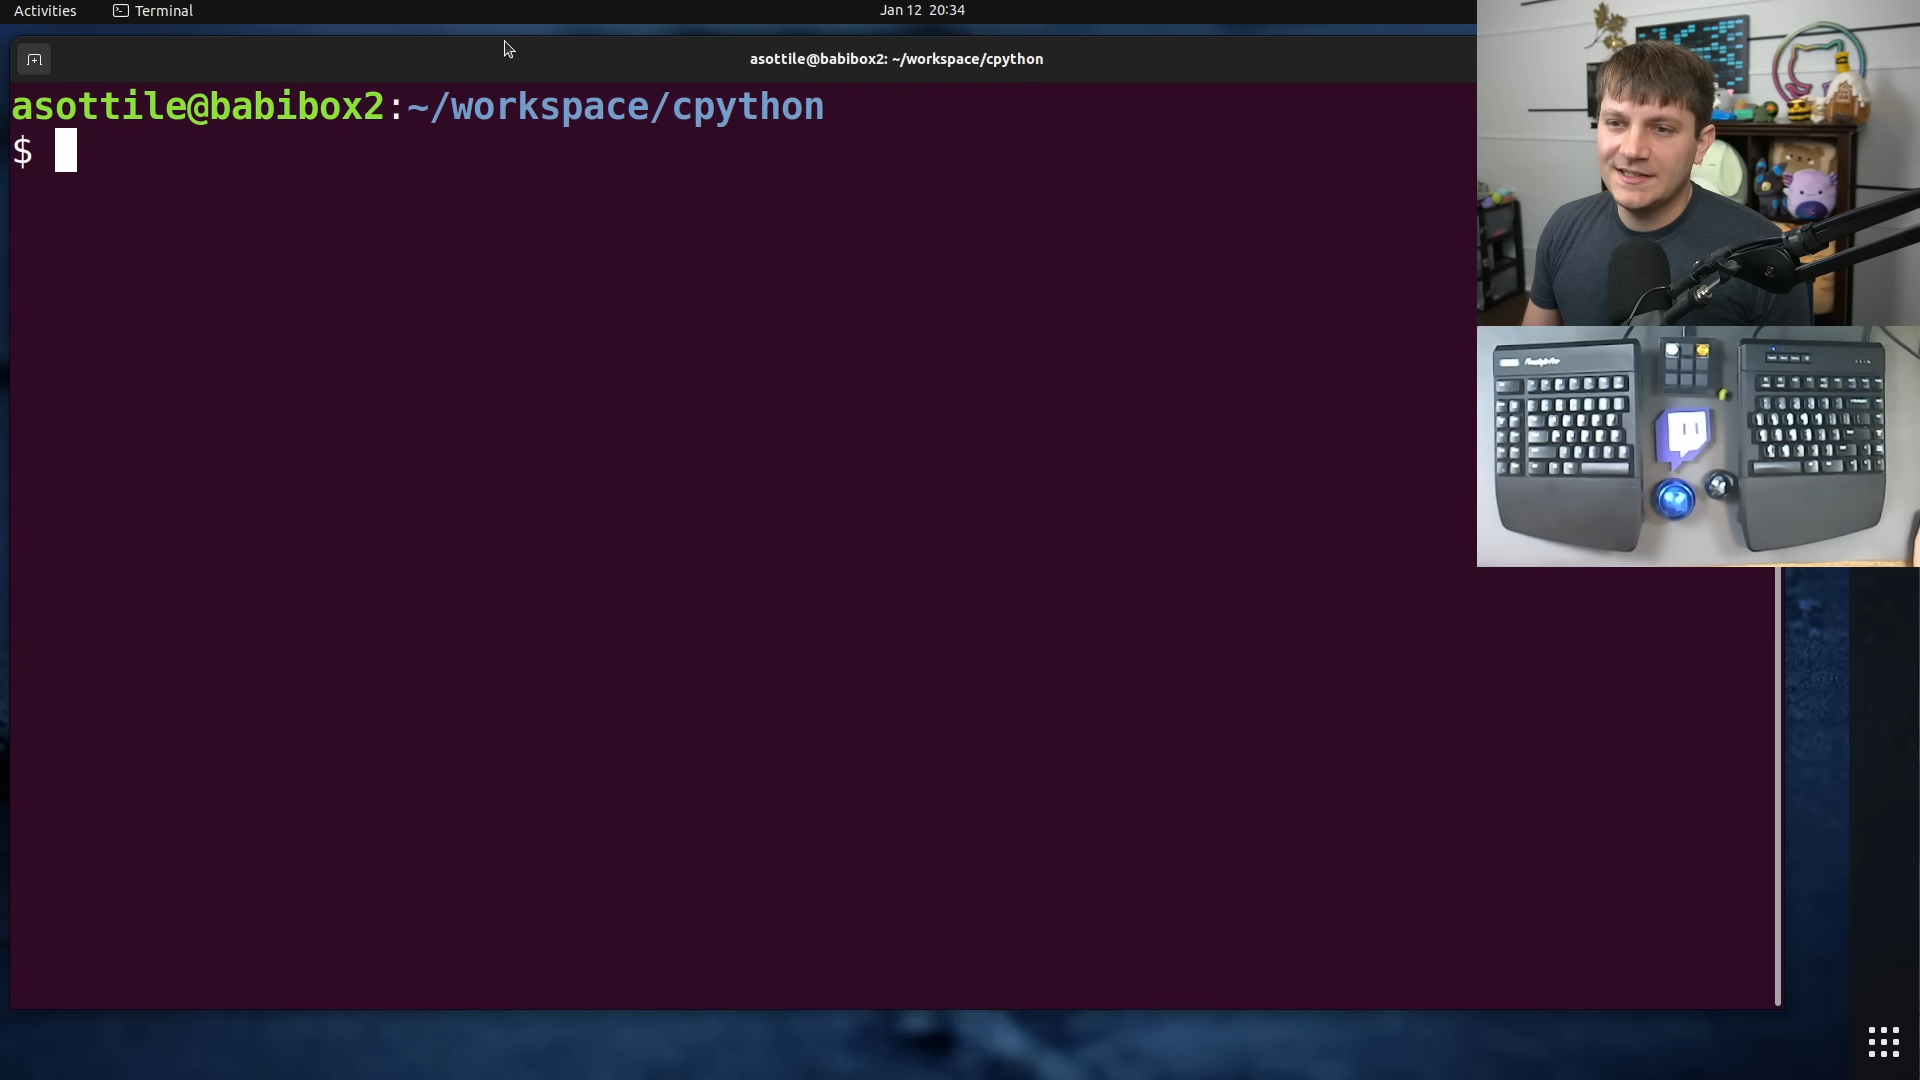 Activities
Terminal
Jan 12 20:34
asottile@babibox2: ~/workspace/cpython
asottile@babibox2:~/workspace/cpython
$